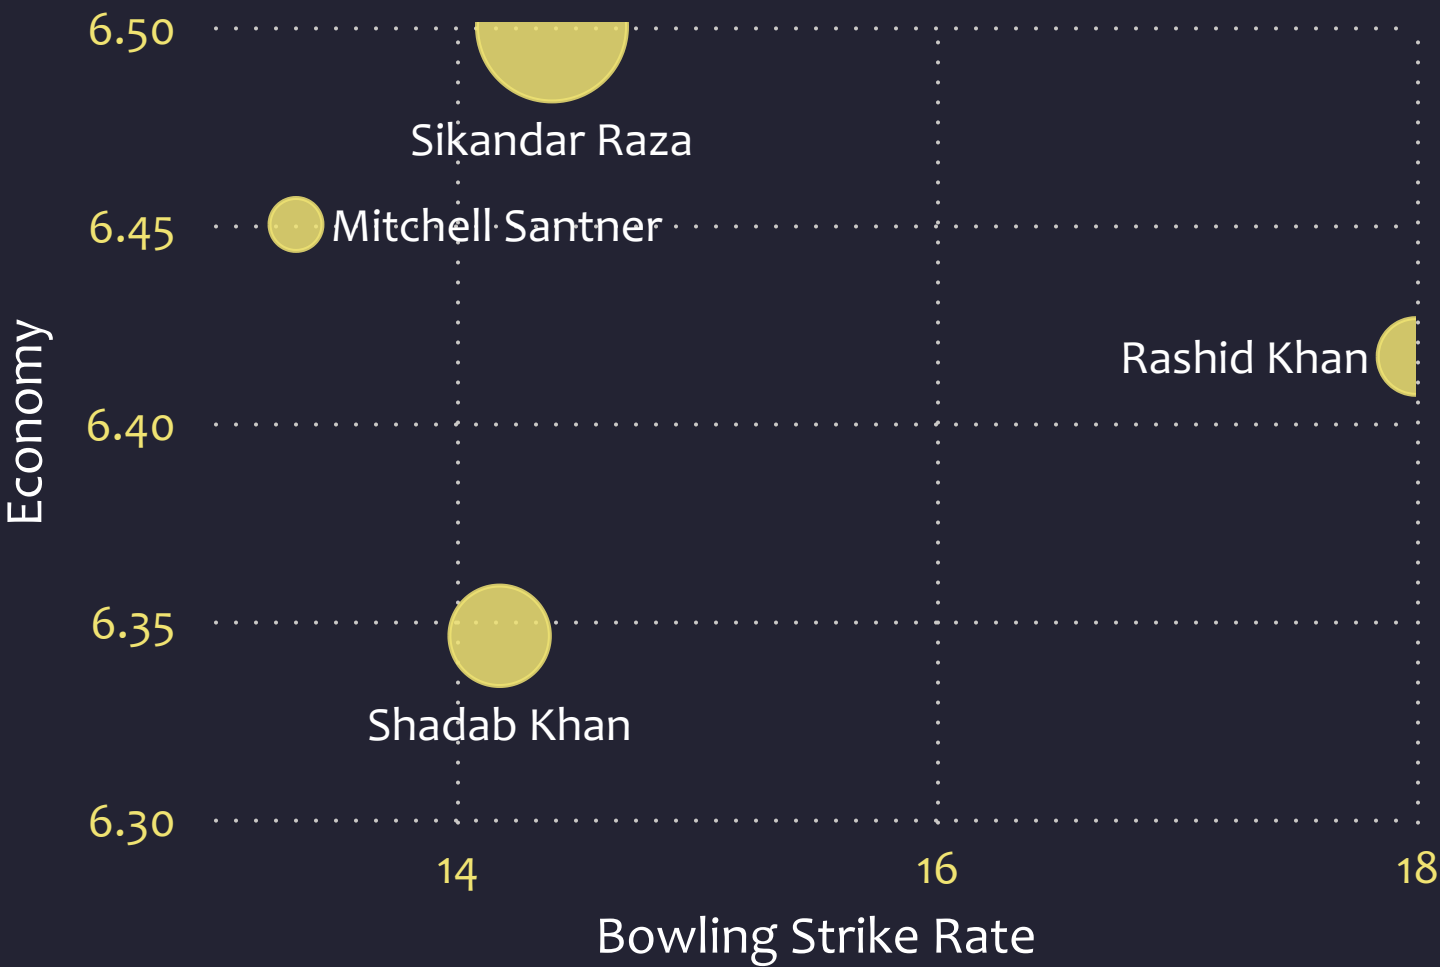 6.50
Sikandar Raza
6.45
Mitchell Santner
Rashid Khan
6.40
Economy
6.35
Shadab Khan
6.30
14
16
18
Bowling Strike Rate